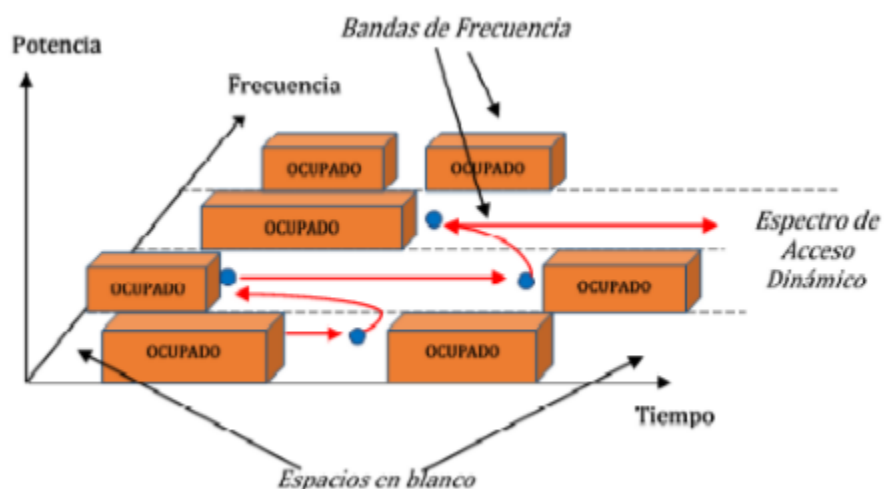 Bandas de Frecuencia
Potencia
Frecuencia
OCUPADO
OCUPADO
OCUPADO
Espectro de
Acceso
Dinámico
OCUPADO
OCUPADO
OCUPADO
OCUPADO
Tiempo
Espacios en blanco